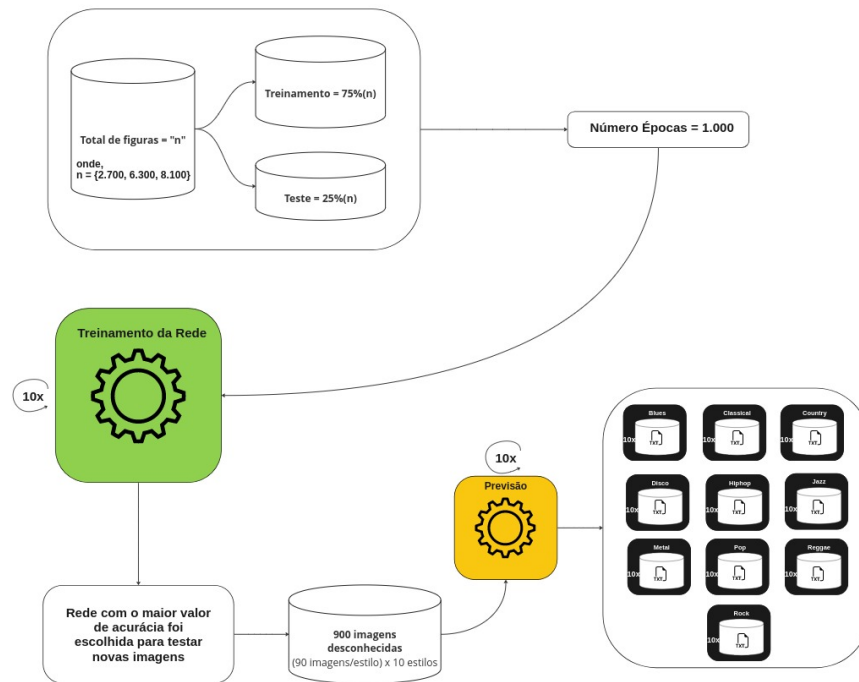 Treinamento = 75%(n)
Total de figuras = "n"
onde,
n = {2.700, 6.300, 8.100}
Teste = 25%(n)
Número Épocas = 1.000
Treinamento da Rede
10x
Rede com o maior valor
de acurácia foi
escolhida para testar
novas imagens
900 imagens
desconhecidas
(90 imagens/estilo) x 10 estilos
10x
Previsão
Blues
10x
TXT
Classical
10x
TXT
Country
10x
TXT
Disco
10x
TXT
Hiphop
10x
TXT
Jazz
10x
TXT
Metal
10x
TXT
Pop
10x
TXT
Reggae
10x
TXT
Rock
10x
TXT